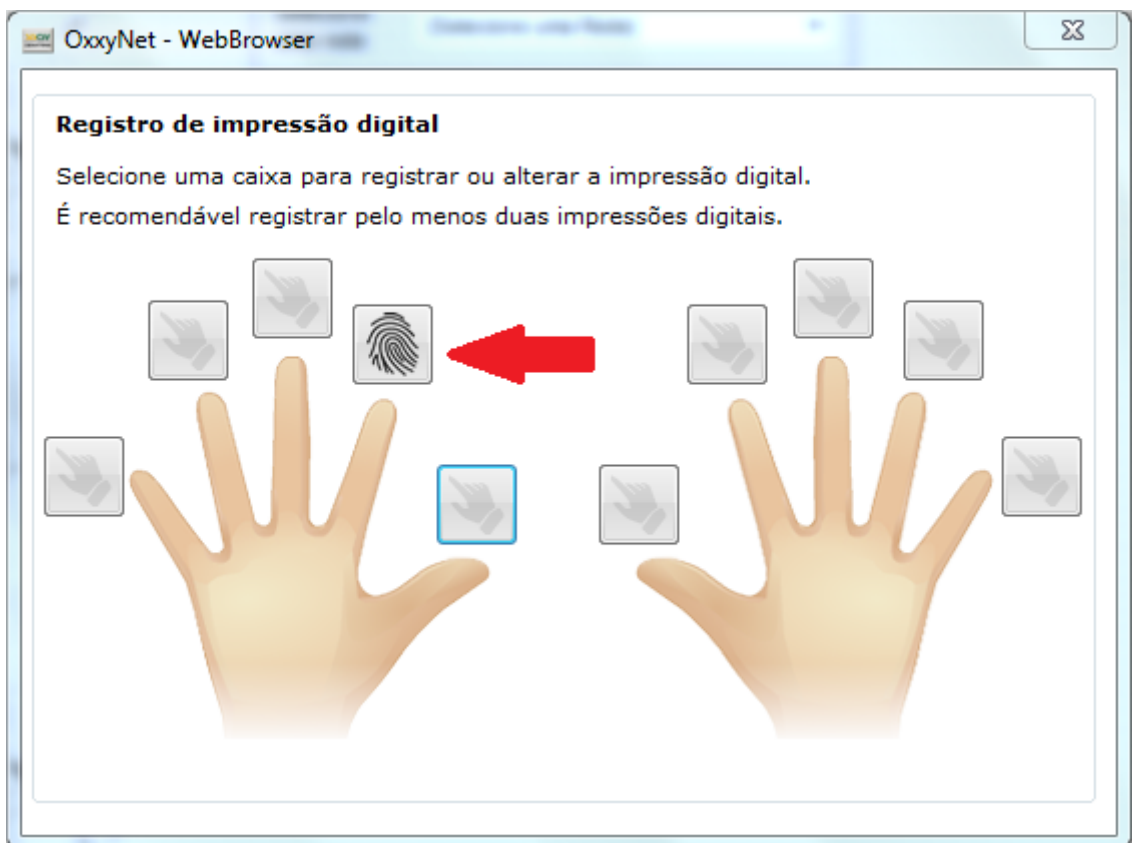 OxxyNet - WebBrowser
Registro de impressão digital
Selecione uma caixa para registrar ou alterar a impressão digital.
É recomendável registrar pelo menos duas impressões digitais.